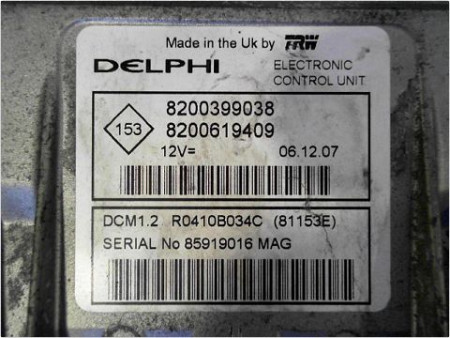 Made in the Uk by TRW
DELPHI ELECTRONIC
CONTROL UNIT
153
8200399038
8200619409
12V= 06.12.07
DCM1.2 R0410B034C (81153E)
SERIAL No 85919016 MAG